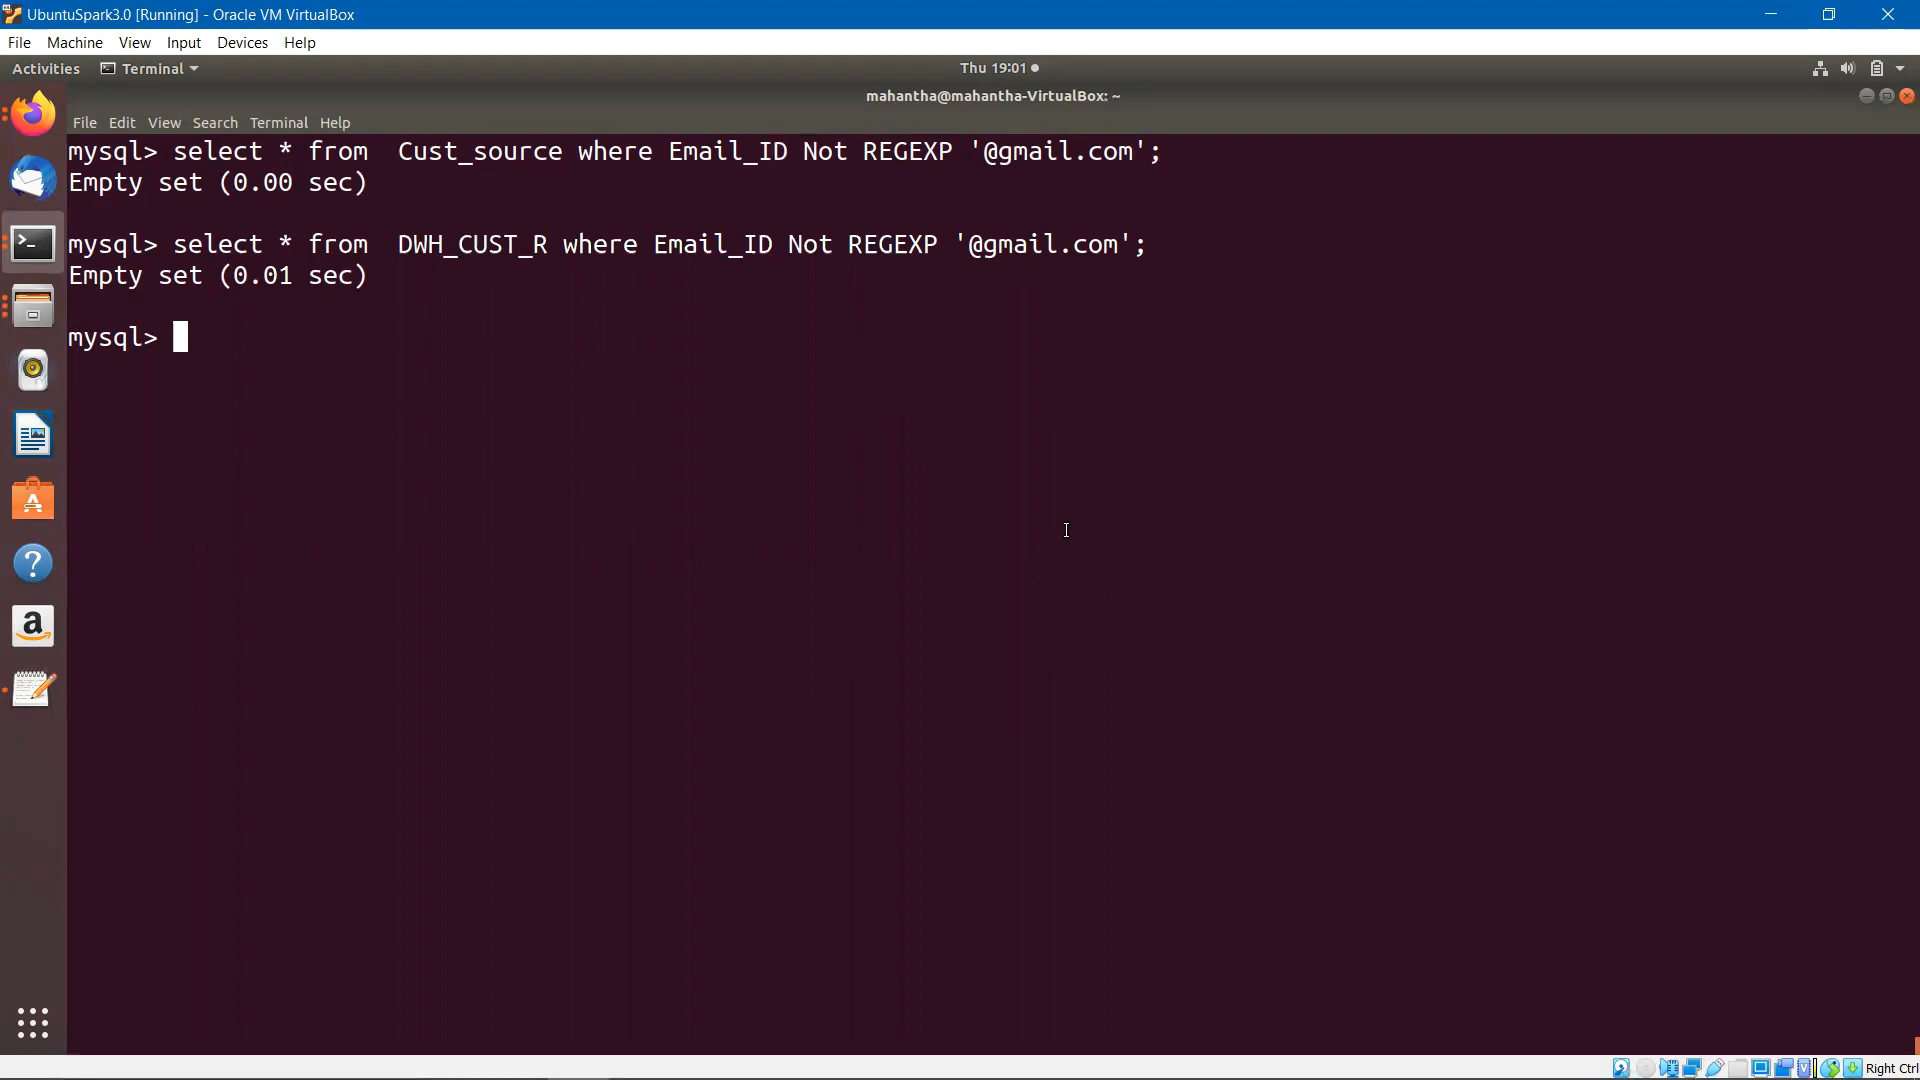 UbuntuSpark3.0 [Running] - Oracle VM VirtualBox
File Machine View Input Devices Help
Activities Terminal Thu 19:01
mahantha@mahantha-VirtualBox: ~
File Edit View Search Terminal Help
mysql> select * from  Cust_source where Email_ID Not REGEXP '@gmail.com';
Empty set (0.00 sec)
mysql> select * from  DWH_CUST_R where Email_ID Not REGEXP '@gmail.com';
Empty set (0.01 sec)
mysql>
Right Ctrl